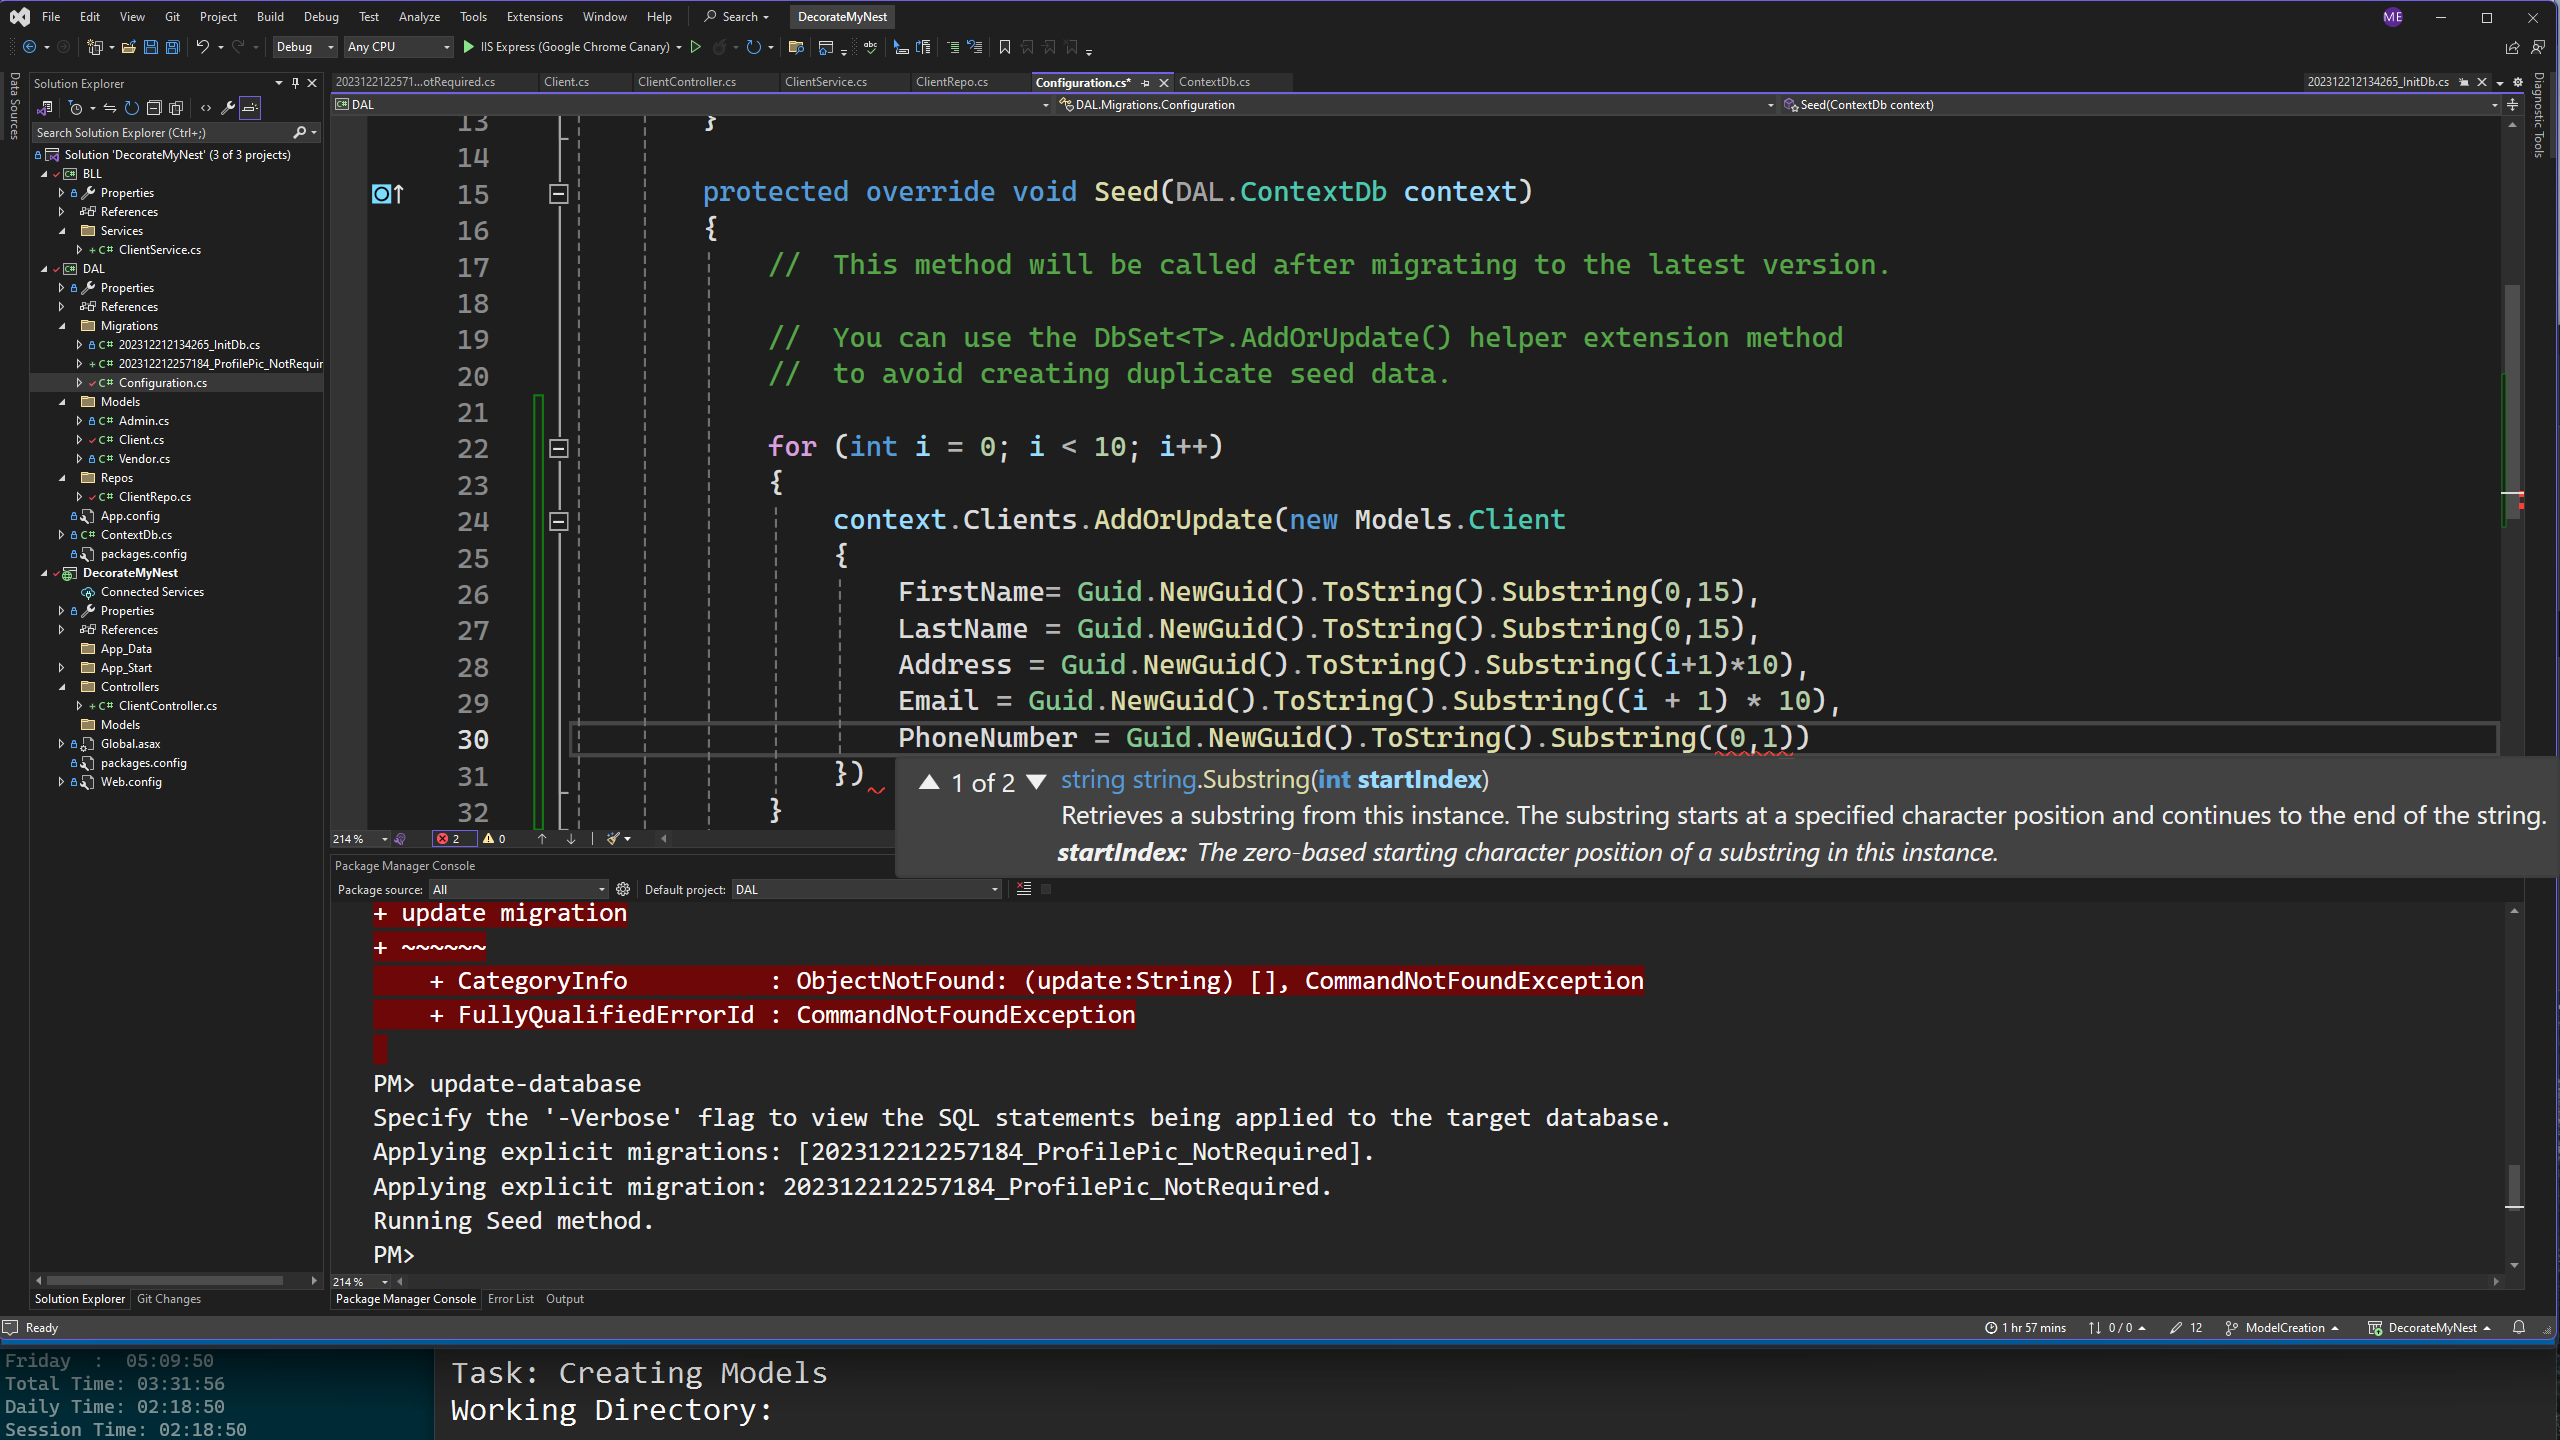 File Edit View Git Project Build Debug Test Analyze Tools Extensions Window Help Search DecorateMyNest ME
Debug Any CPU IIS Express (Google Chrome Canary)
Data Sources
Solution Explorer
Search Solution Explorer (Ctrl+;)
Solution 'DecorateMyNest' (3 of 3 projects)
BLL
Properties
References
Services
C# ClientService.cs
DAL
Properties
References
Migrations
C# 202312212134265_InitDb.cs
C# 202312212257184_ProfilePic_NotRequir
C# Configuration.cs
Models
C# Admin.cs
C# Client.cs
C# Vendor.cs
Repos
C# ClientRepo.cs
App.config
C# ContextDb.cs
packages.config
DecorateMyNest
Connected Services
Properties
References
App_Data
App_Start
Controllers
C# ClientController.cs
Models
Global.asax
packages.config
Web.config
Solution Explorer Git Changes
2023122122571...otRequired.cs Client.cs ClientController.cs ClientService.cs ClientRepo.cs Configuration.cs* ContextDb.cs 202312212134265_InitDb.cs
DAL DAL.Migrations.Configuration Seed(ContextDb context)
Diagnostic Tools
13 }
14
15 protected override void Seed(DAL.ContextDb context)
16 {
17 // This method will be called after migrating to the latest version.
18
19 // You can use the DbSet<T>.AddOrUpdate() helper extension method
20 // to avoid creating duplicate seed data.
21
22 for (int i = 0; i < 10; i++)
23 {
24 context.Clients.AddOrUpdate(new Models.Client
25 {
26 FirstName= Guid.NewGuid().ToString().Substring(0,15),
27 LastName = Guid.NewGuid().ToString().Substring(0,15),
28 Address = Guid.NewGuid().ToString().Substring((i+1)*10),
29 Email = Guid.NewGuid().ToString().Substring((i + 1) * 10),
30 PhoneNumber = Guid.NewGuid().ToString().Substring((0,1))
31 })
32 }
▲ 1 of 2 ▼ string string.Substring(int startIndex)
Retrieves a substring from this instance. The substring starts at a specified character position and continues to the end of the string.
startIndex: The zero-based starting character position of a substring in this instance.
214 % 2 0
Package Manager Console
Package source: All Default project: DAL
+ update migration
+ ~~~~~~
+ CategoryInfo : ObjectNotFound: (update:String) [], CommandNotFoundException
+ FullyQualifiedErrorId : CommandNotFoundException
PM> update-database
Specify the '-Verbose' flag to view the SQL statements being applied to the target database.
Applying explicit migrations: [202312212257184_ProfilePic_NotRequired].
Applying explicit migration: 202312212257184_ProfilePic_NotRequired.
Running Seed method.
PM>
214 %
Package Manager Console Error List Output
Ready 1 hr 57 mins 0 / 0 12 ModelCreation DecorateMyNest
Friday : 05:09:50
Total Time: 03:31:56
Daily Time: 02:18:50
Session Time: 02:18:50
Task: Creating Models
Working Directory: